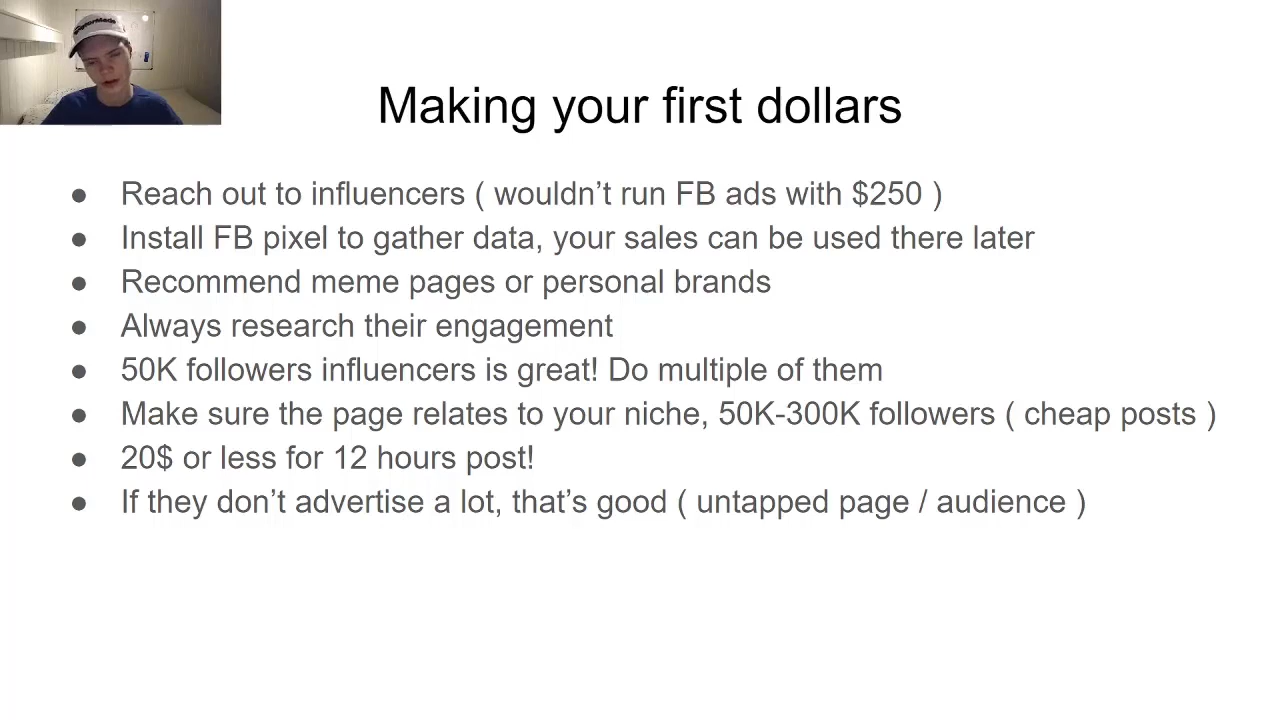 Making your first dollars
● Reach out to influencers ( wouldn’t run FB ads with $250 )
● Install FB pixel to gather data, your sales can be used there later
● Recommend meme pages or personal brands
● Always research their engagement
● 50K followers influencers is great! Do multiple of them
● Make sure the page relates to your niche, 50K-300K followers ( cheap posts )
● 20$ or less for 12 hours post!
● If they don’t advertise a lot, that’s good ( untapped page / audience )